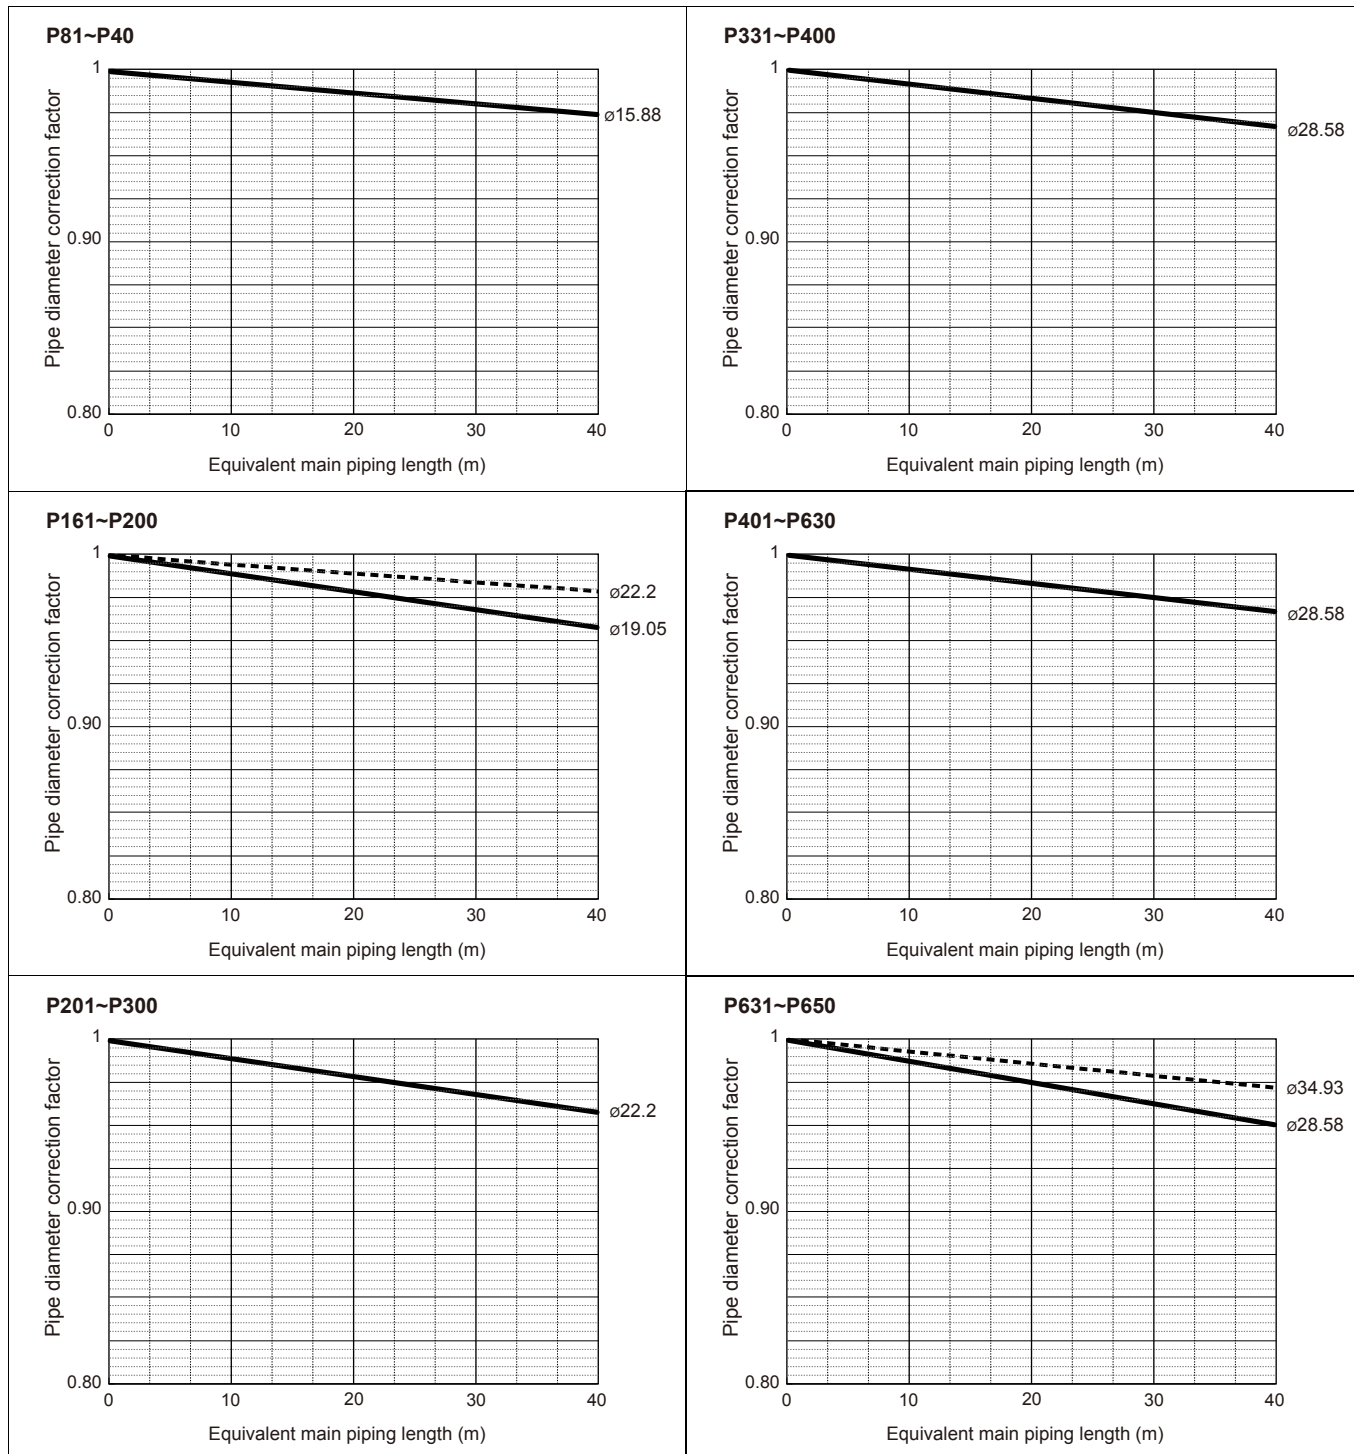 P81~P40
Pipe diameter correction factor
1
0.90
0.80
0 10 20 30 40
ø15.88
Equivalent main piping length (m)
P331~P400
Pipe diameter correction factor
1
0.90
0.80
0 10 20 30 40
ø28.58
Equivalent main piping length (m)
P161~P200
Pipe diameter correction factor
1
0.90
0.80
0 10 20 30 40
ø22.2
ø19.05
Equivalent main piping length (m)
P401~P630
Pipe diameter correction factor
1
0.90
0.80
0 10 20 30 40
ø28.58
Equivalent main piping length (m)
P201~P300
Pipe diameter correction factor
1
0.90
0.80
0 10 20 30 40
ø22.2
Equivalent main piping length (m)
P631~P650
Pipe diameter correction factor
1
0.90
0.80
0 10 20 30 40
ø34.93
ø28.58
Equivalent main piping length (m)